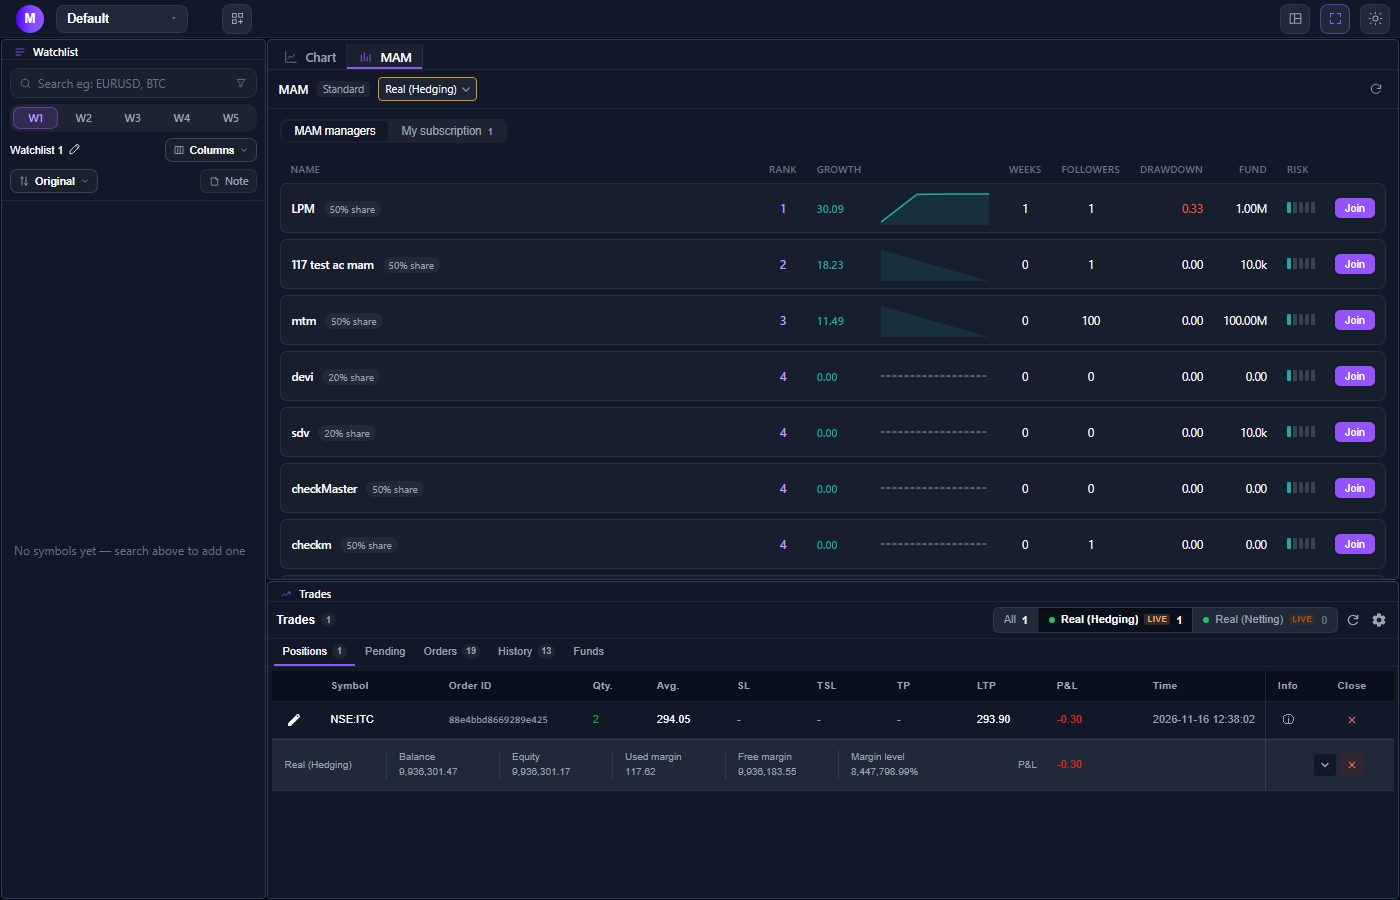 M Default
Watchlist
Search eg: EURUSD, BTC
W1 W2 W3 W4 W5
Watchlist 1 Columns
Original Note
No symbols yet — search above to add one
Chart MAM
MAM Standard Real (Hedging)
MAM managers My subscription 1
NAME RANK GROWTH WEEKS FOLLOWERS DRAWDOWN FUND RISK
LPM 50% share 1 30.09 1 1 0.33 1.00M Join
117 test ac mam 50% share 2 18.23 0 1 0.00 10.0k Join
mtm 50% share 3 11.49 0 100 0.00 100.00M Join
devi 20% share 4 0.00 0 0 0.00 0.00 Join
sdv 20% share 4 0.00 0 0 0.00 10.0k Join
checkMaster 50% share 4 0.00 0 0 0.00 0.00 Join
checkm 50% share 4 0.00 0 1 0.00 0.00 Join
Trades
Trades 1 All 1 Real (Hedging) LIVE 1 Real (Netting) LIVE 0
Positions 1 Pending Orders 19 History 13 Funds
Symbol Order ID Qty. Avg. SL TSL TP LTP P&L Time Info Close
NSE:ITC 88e4bbd8669289e425 2 294.05 - - - 293.90 -0.30 2026-11-16 12:38:02
Balance Equity Used margin Free margin Margin level
Real (Hedging) P&L -0.30
9,936,301.47 9,936,301.17 117.62 9,936,183.55 8,447,798.99%